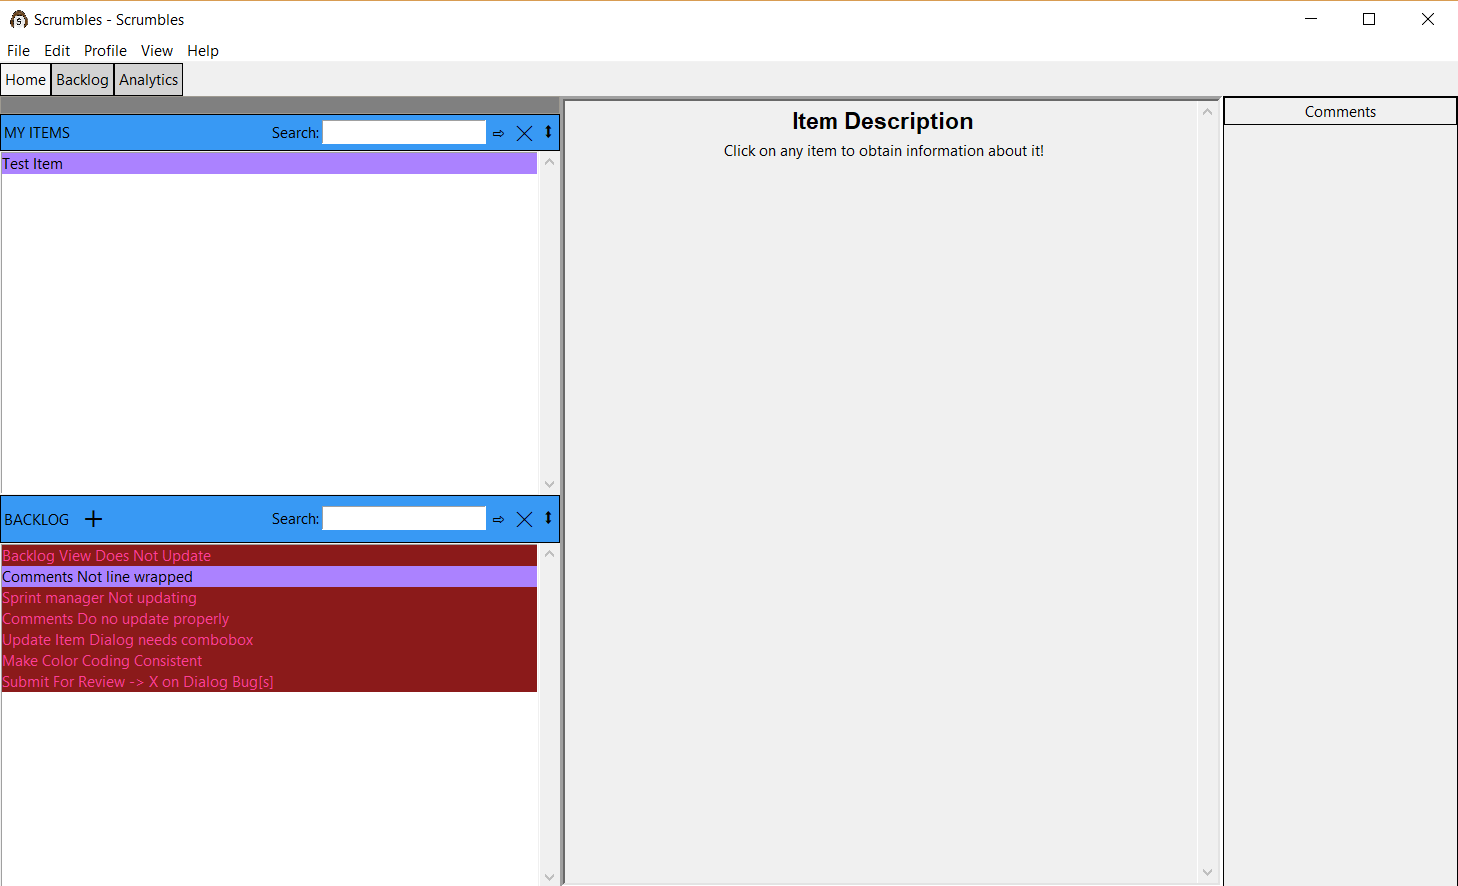 Scrumbles - Scrumbles
File Edit Profile View Help
Home Backlog Analytics
MY ITEMS Search:
Test Item
BACKLOG Search:
Backlog View Does Not Update
Comments Not line wrapped
Sprint manager Not updating
Comments Do no update properly
Update Item Dialog needs combobox
Make Color Coding Consistent
Submit For Review -> X on Dialog Bug[s]
Item Description
Click on any item to obtain information about it!
Comments